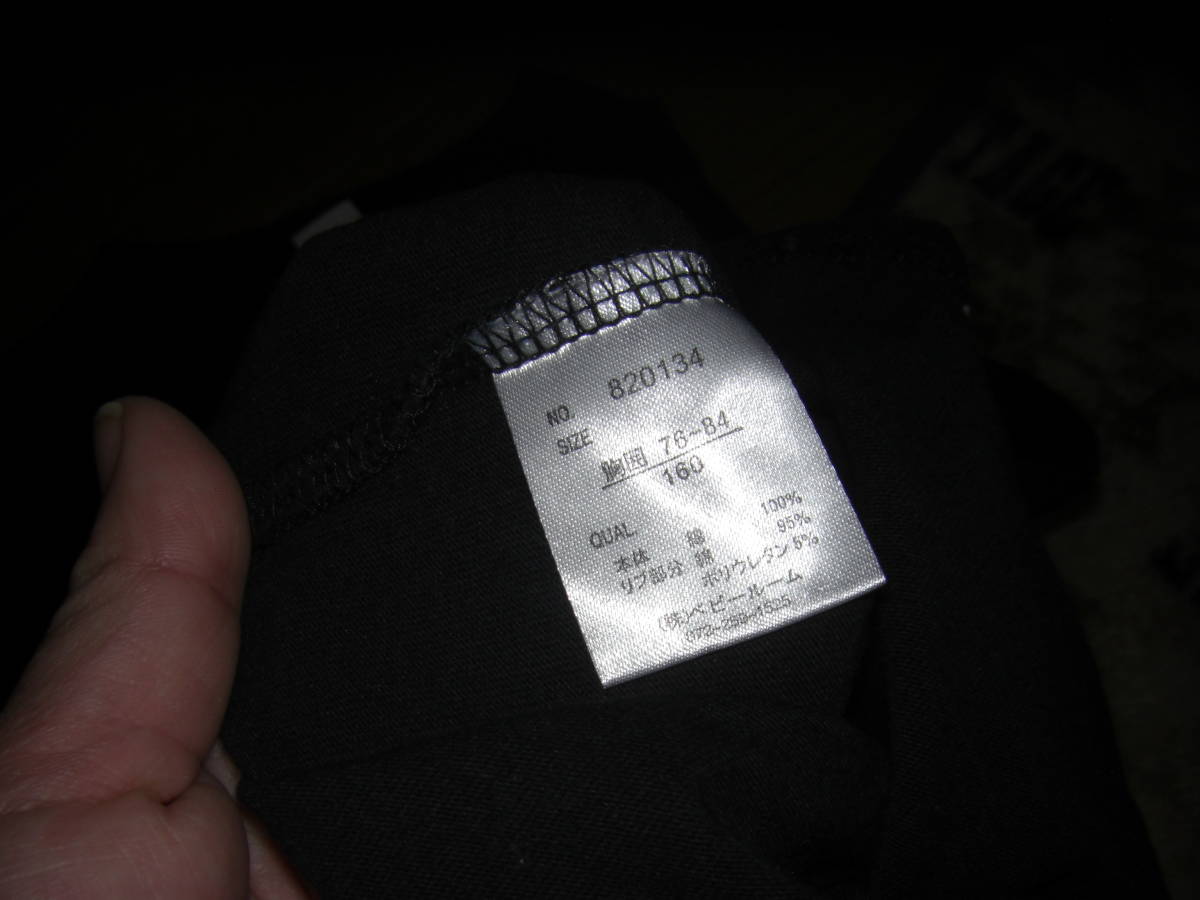 NO. 820134
SIZE
胸囲 76-84
160
QUAL
本体 綿 100%
リブ部分 綿 95%
ポリウレタン 5%
(株)ベビールーム